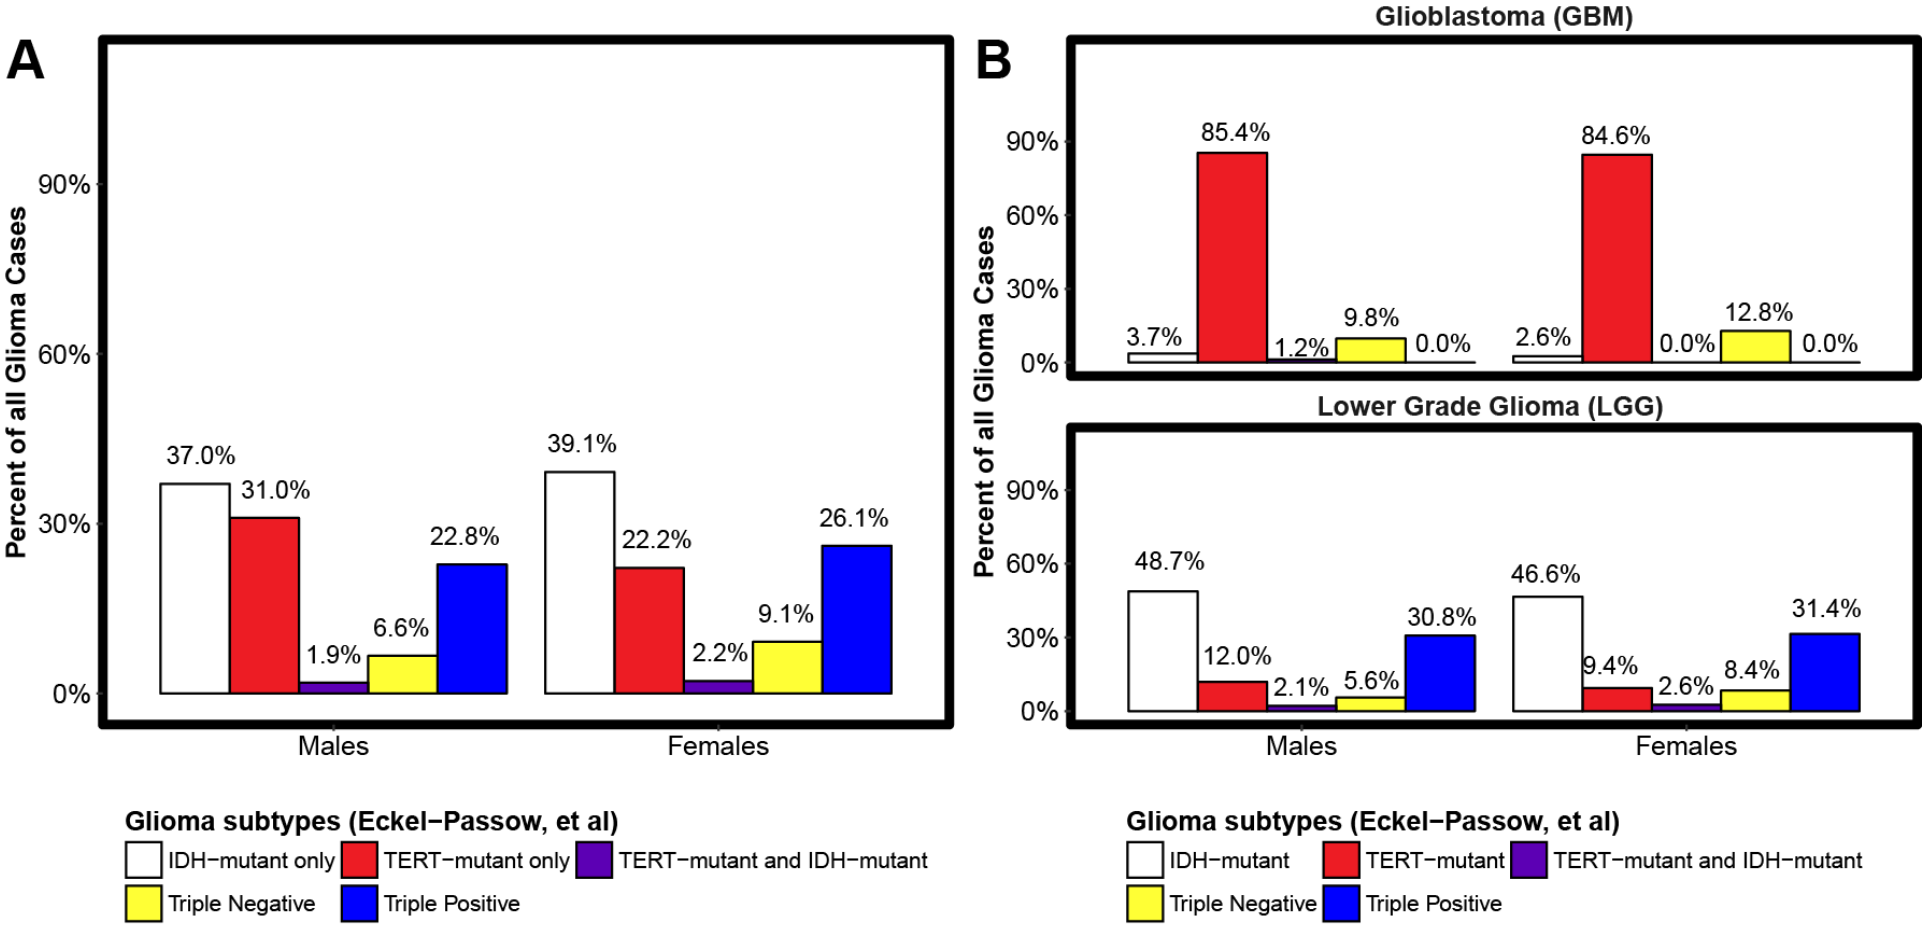 A
Percent of all Glioma Cases
90%
60%
30%
0%
37.0%
31.0%
1.9%
6.6%
22.8%
39.1%
22.2%
2.2%
9.1%
26.1%
Males
Females
Glioma subtypes (Eckel−Passow, et al)
IDH−mutant only
TERT−mutant only
TERT−mutant and IDH−mutant
Triple Negative
Triple Positive
B
Percent of all Glioma Cases
Glioblastoma (GBM)
90%
60%
30%
0%
3.7%
85.4%
1.2%
9.8%
0.0%
2.6%
84.6%
0.0%
12.8%
0.0%
Lower Grade Glioma (LGG)
90%
60%
30%
0%
48.7%
12.0%
2.1%
5.6%
30.8%
46.6%
9.4%
2.6%
8.4%
31.4%
Males
Females
Glioma subtypes (Eckel−Passow, et al)
IDH−mutant
TERT−mutant
TERT−mutant and IDH−mutant
Triple Negative
Triple Positive